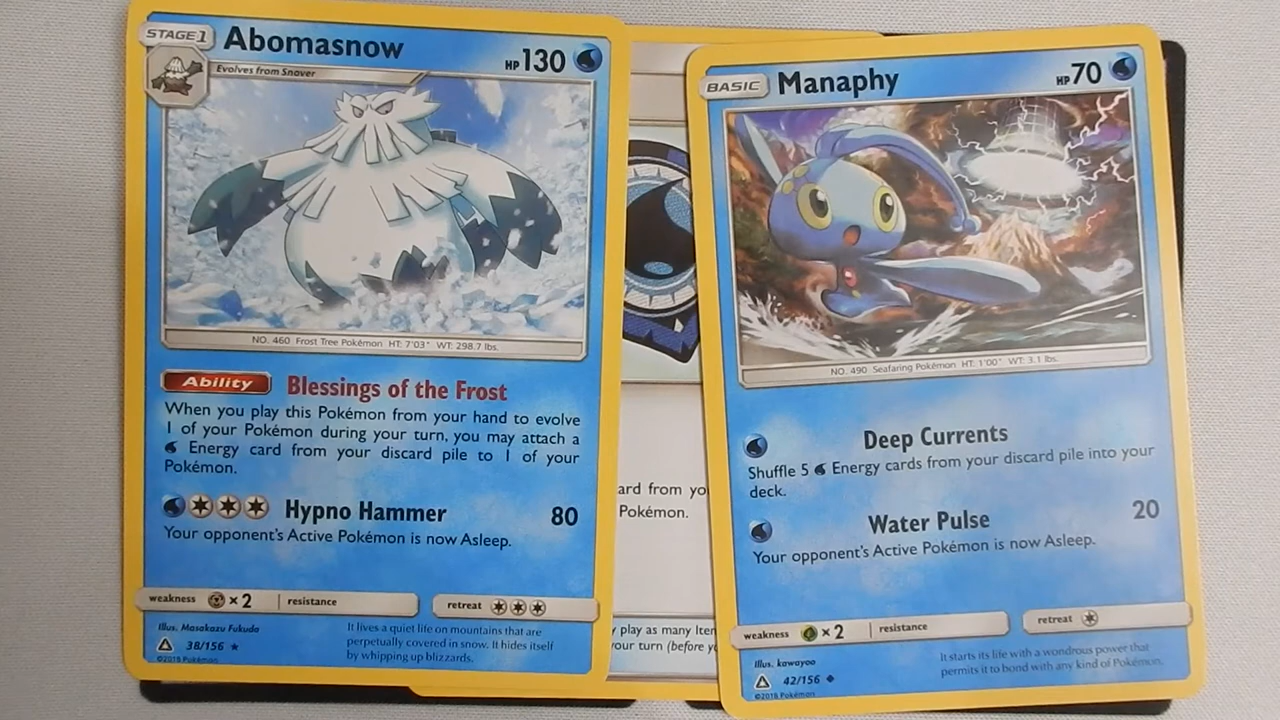 STAGE 1 Abomasnow HP 130
Evolves from Snover
NO. 460 Frost Tree Pokémon HT: 7'03" WT: 298.7 lbs.
Ability Blessings of the Frost
When you play this Pokémon from your hand to evolve
1 of your Pokémon during your turn, you may attach a
Energy card from your discard pile to 1 of your
Pokémon.
Hypno Hammer 80
Your opponent's Active Pokémon is now Asleep.
weakness ×2 resistance retreat
Illus. Masakazu Fukuda
38/156
©2018 Pokémon
It lives a quiet life on mountains that are
perpetually covered in snow. It hides itself
by whipping up blizzards.
ard from yo
Pokémon.
play as many Item
our turn (before y
BASIC Manaphy HP 70
NO. 490 Seafaring Pokémon HT: 1'00" WT: 3.1 lbs.
Deep Currents
Shuffle 5 Energy cards from your discard pile into your
deck.
Water Pulse 20
Your opponent's Active Pokémon is now Asleep.
weakness ×2 resistance retreat
Illus. kawayoo
42/156
©2018 Pokémon
It starts its life with a wondrous power that
permits it to bond with any kind of Pokémon.